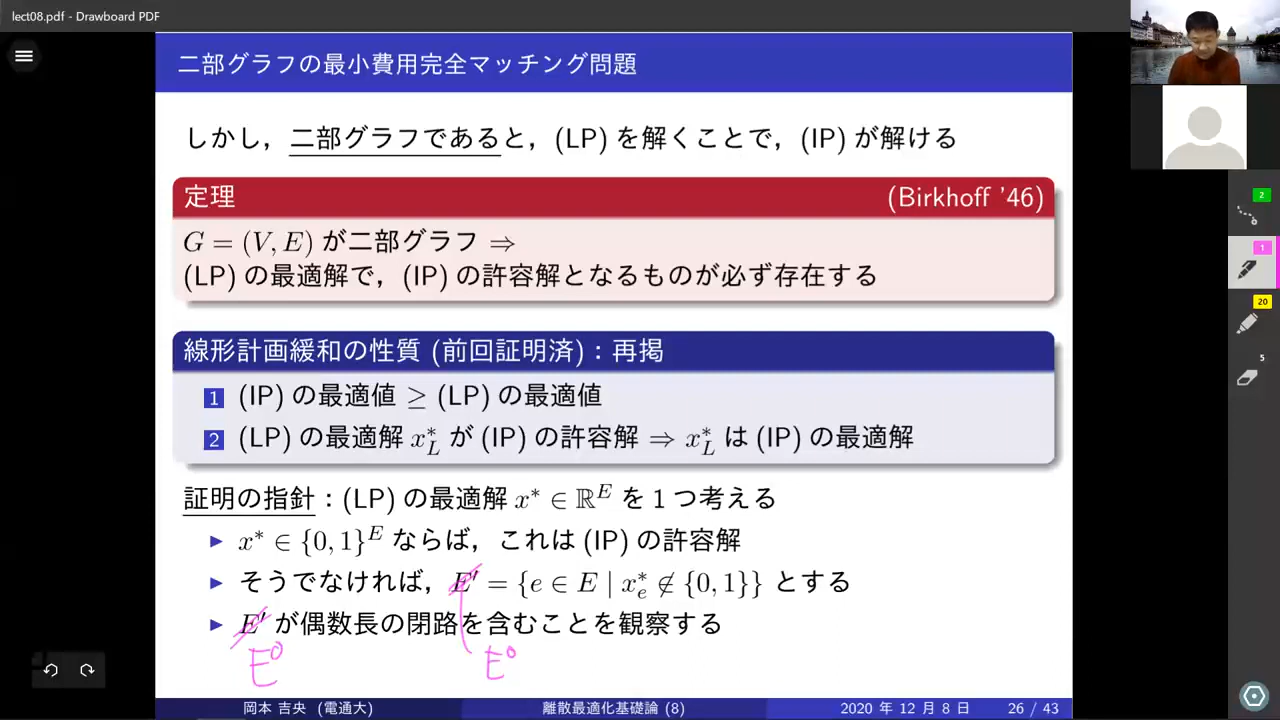 lect08.pdf - Drawboard PDF
二部グラフの最小費用完全マッチング問題
しかし，二部グラフであると，(LP) を解くことで，(IP) が解ける
定理 (Birkhoff ’46)
G = (V, E) が二部グラフ ⇒
(LP) の最適解で，(IP) の許容解となるものが必ず存在する
線形計画緩和の性質 (前回証明済)：再掲
1 (IP) の最適値 ≥ (LP) の最適値
2 (LP) の最適解 x*_L が (IP) の許容解 ⇒ x*_L は (IP) の最適解
証明の指針：(LP) の最適解 x* ∈ ℝ^E を 1 つ考える
▶ x* ∈ {0, 1}^E ならば，これは (IP) の許容解
▶ そうでなければ，E′ = {e ∈ E | x*_e ∉ {0, 1}} とする
▶ E′ が偶数長の閉路を含むことを観察する
E⁰ E⁰
岡本 吉央 (電通大) 離散最適化基礎論 (8) 2020 年 12 月 8 日 26 / 43
2
1
20
5